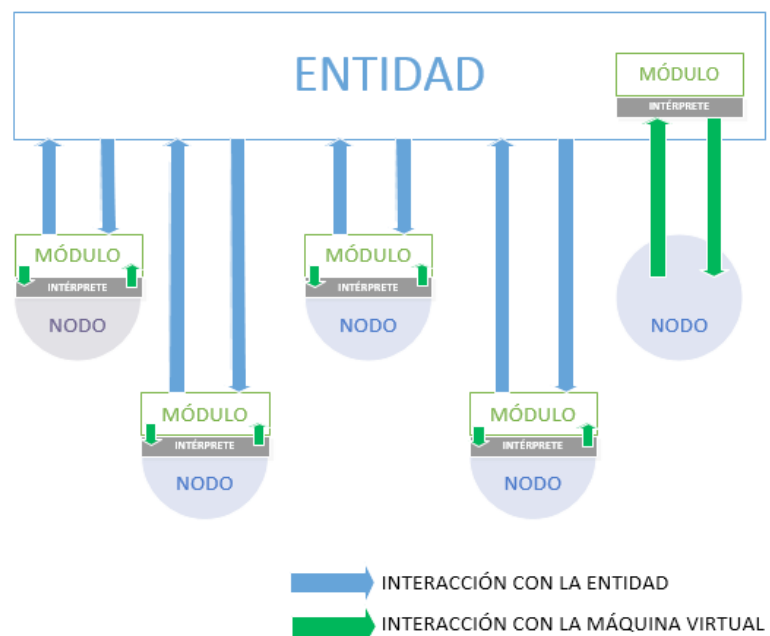 ENTIDAD
MÓDULO
INTÉRPRETE
MÓDULO
INTÉRPRETE
NODO
MÓDULO
INTÉRPRETE
NODO
NODO
MÓDULO
INTÉRPRETE
NODO
MÓDULO
INTÉRPRETE
NODO
INTERACCIÓN CON LA ENTIDAD
INTERACCIÓN CON LA MÁQUINA VIRTUAL